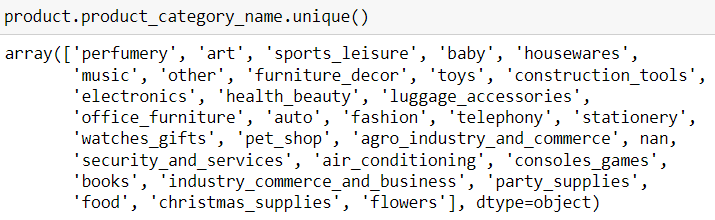 product.product_category_name.unique()
array(['perfumery', 'art', 'sports_leisure', 'baby', 'housewares',
'music', 'other', 'furniture_decor', 'toys', 'construction_tools',
'electronics', 'health_beauty', 'luggage_accessories',
'office_furniture', 'auto', 'fashion', 'telephony', 'stationery',
'watches_gifts', 'pet_shop', 'agro_industry_and_commerce', nan,
'security_and_services', 'air_conditioning', 'consoles_games',
'books', 'industry_commerce_and_business', 'party_supplies',
'food', 'christmas_supplies', 'flowers'], dtype=object)